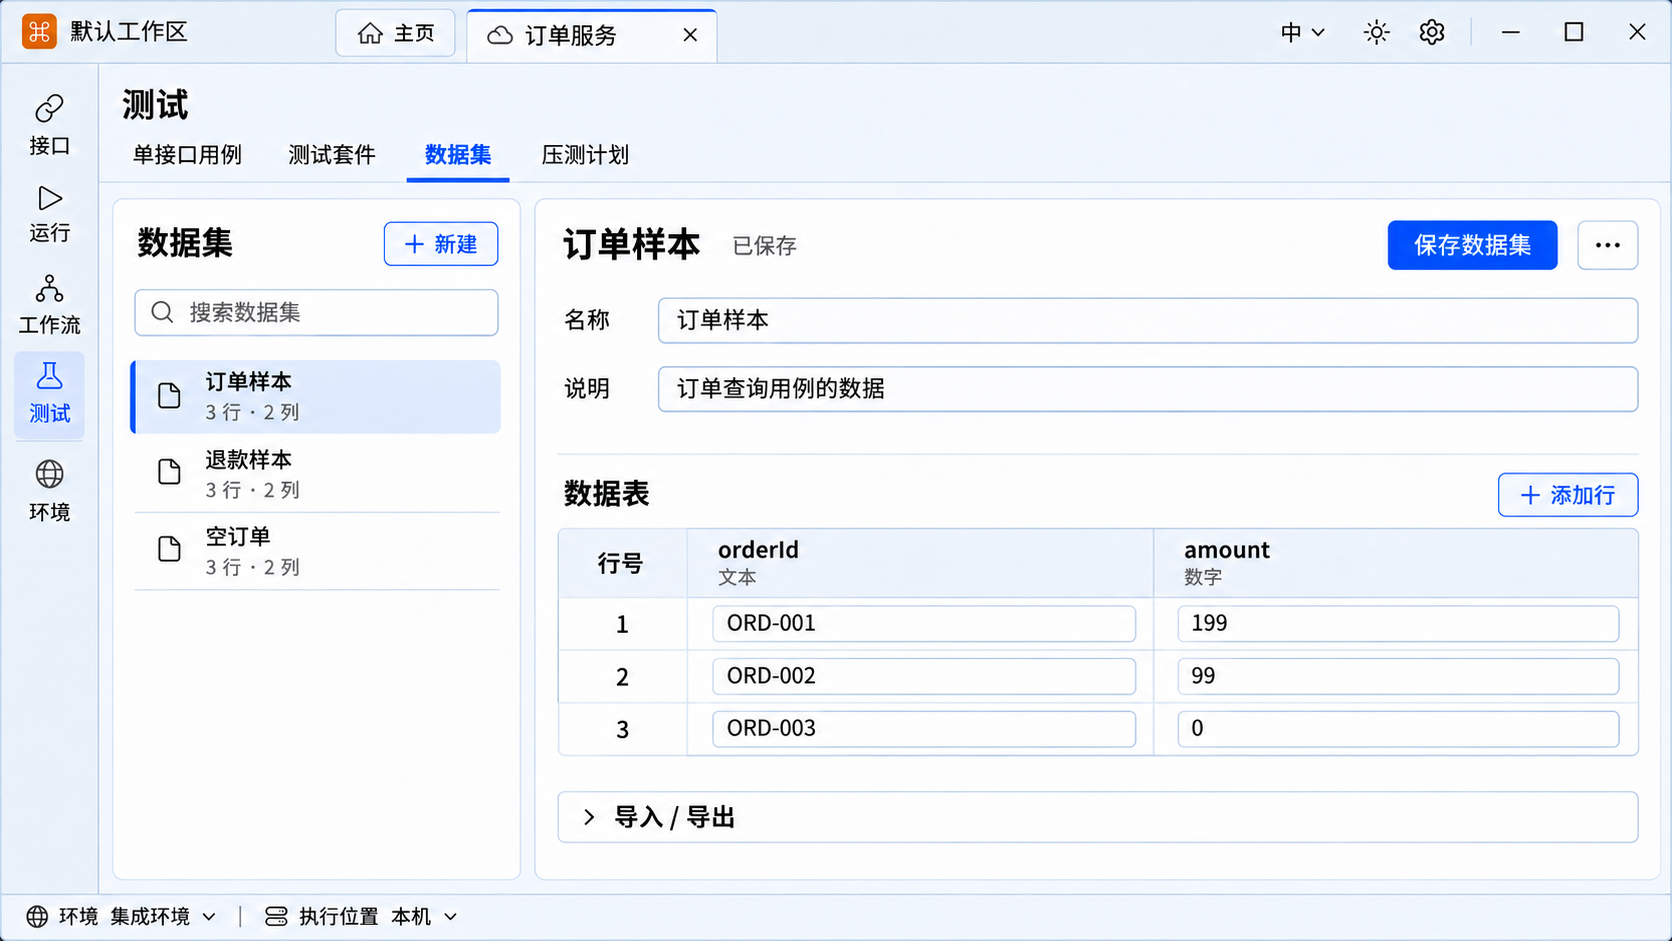 默认工作区
主页
订单服务
中
接口
运行
工作流
测试
环境
测试
单接口用例
测试套件
数据集
压测计划
数据集
+ 新建
搜索数据集
订单样本
3 行 · 2 列
退款样本
3 行 · 2 列
空订单
3 行 · 2 列
订单样本
已保存
保存数据集
...
名称
订单样本
说明
订单查询用例的数据
数据表
+ 添加行
行号
orderId
文本
amount
数字
1
ORD-001
199
2
ORD-002
99
3
ORD-003
0
导入 / 导出
环境 集成环境
执行位置 本机